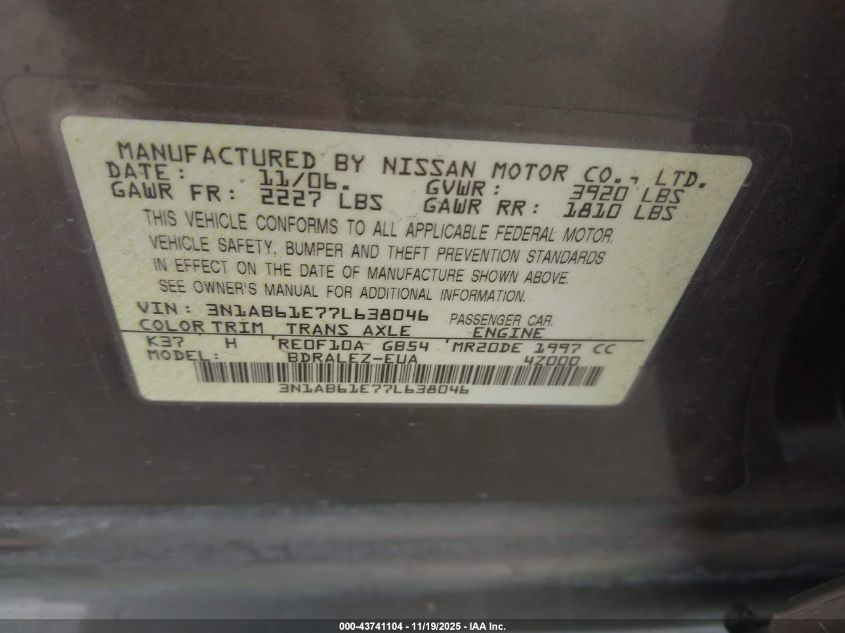 MANUFACTURED BY NISSAN MOTOR CO., LTD.
DATE: 11/06. GVWR: 3920 LBS
GAWR FR: 2227 LBS GAWR RR: 1810 LBS
THIS VEHICLE CONFORMS TO ALL APPLICABLE FEDERAL MOTOR
VEHICLE SAFETY, BUMPER AND THEFT PREVENTION STANDARDS
IN EFFECT ON THE DATE OF MANUFACTURE SHOWN ABOVE.
SEE OWNER'S MANUAL FOR ADDITIONAL INFORMATION.
VIN: 3N1AB61E77L638046 PASSENGER CAR
COLOR TRIM TRANS AXLE ENGINE
K37 H RE0F10A GB54 MR20DE 1997 CC
MODEL: BDRALEZ-EUA 4Z000
3N1AB61E77L638046
000-43741104 - 11/19/2025 - IAA Inc.